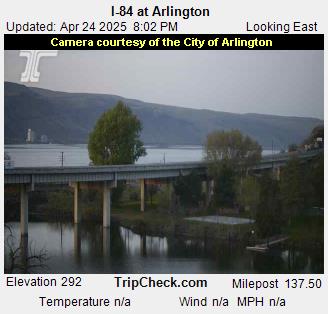 I-84 at Arlington
Updated: Apr 24 2025 8:02 PM Looking East
Camera courtesy of the City of Arlington
Elevation 292 TripCheck.com Milepost 137.50
Temperature n/a Wind n/a MPH n/a